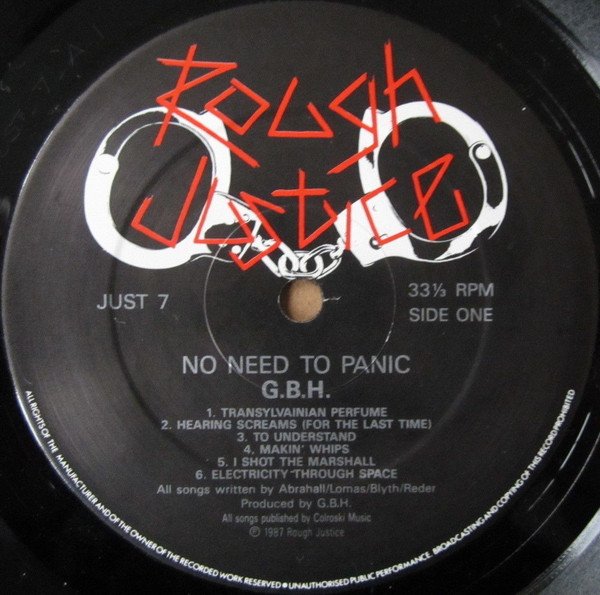 Rough
Justice
JUST 7
33⅓ RPM
SIDE ONE
NO NEED TO PANIC
G.B.H.
1. TRANSYLVAINIAN PERFUME
2. HEARING SCREAMS (FOR THE LAST TIME)
3. TO UNDERSTAND
4. MAKIN' WHIPS
5. I SHOT THE MARSHALL
6. ELECTRICITY THROUGH SPACE
All songs written by Abrahall/Lomas/Blyth/Reder
Produced by G.B.H.
All songs published by Colroski Music
℗ 1987 Rough Justice
ALL RIGHTS OF THE MANUFACTURER AND OF THE OWNER OF THE RECORDED WORK RESERVED • UNAUTHORISED PUBLIC PERFORMANCE, BROADCASTING AND COPYING OF THIS RECORD PROHIBITED